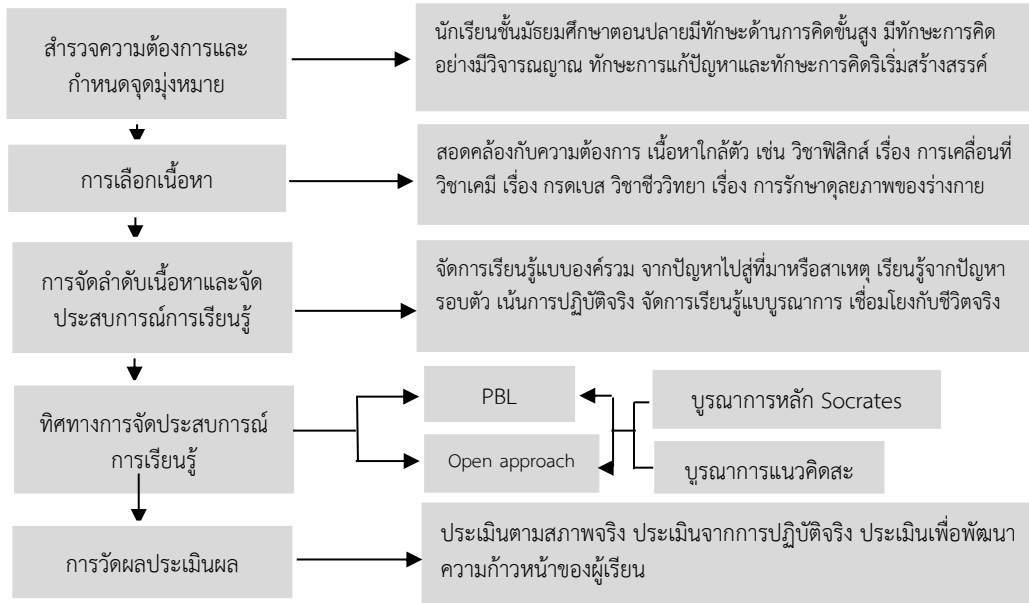 สำรวจความต้องการและ
กำหนดจุดมุ่งหมาย
นักเรียนชั้นมัธยมศึกษาตอนปลายมีทักษะด้านการคิดขั้นสูง มีทักษะการคิด
อย่างมีวิจารณญาณ ทักษะการแก้ปัญหาและทักษะการคิดริเริ่มสร้างสรรค์
การเลือกเนื้อหา
สอดคล้องกับความต้องการ เนื้อหาใกล้ตัว เช่น วิชาฟิสิกส์ เรื่อง การเคลื่อนที่
วิชาเคมี เรื่อง กรดเบส วิชาชีววิทยา เรื่อง การรักษาดุลยภาพของร่างกาย
การจัดลำดับเนื้อหาและจัด
ประสบการณ์การเรียนรู้
จัดการเรียนรู้แบบองค์รวม จากปัญหาไปสู่ที่มาหรือสาเหตุ เรียนรู้จากปัญหา
รอบตัว เน้นการปฏิบัติจริง จัดการเรียนรู้แบบบูรณาการ เชื่อมโยงกับชีวิตจริง
ทิศทางการจัดประสบการณ์
การเรียนรู้
PBL
Open approach
บูรณาการหลัก Socrates
บูรณาการแนวคิดสะ
การวัดผลประเมินผล
ประเมินตามสภาพจริง ประเมินจากการปฏิบัติจริง ประเมินเพื่อพัฒนา
ความก้าวหน้าของผู้เรียน